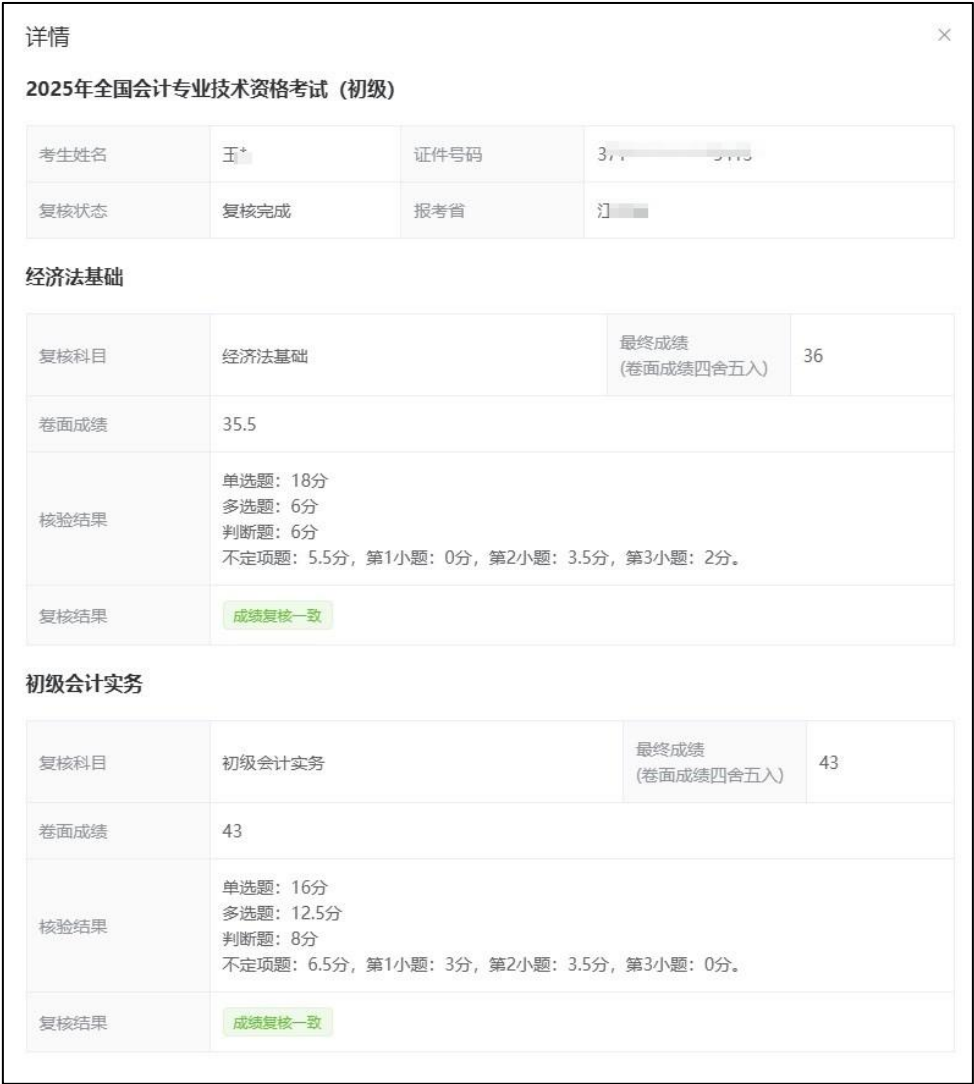 详情
2025年全国会计专业技术资格考试（初级）
考生姓名 王* 证件号码
复核状态 复核完成 报考省
经济法基础
复核科目 经济法基础 最终成绩 36
(卷面成绩四舍五入)
卷面成绩 35.5
核验结果
单选题：18分
多选题：6分
判断题：6分
不定项题：5.5分，第1小题：0分，第2小题：3.5分，第3小题：2分。
复核结果 成绩复核一致
初级会计实务
复核科目 初级会计实务 最终成绩 43
(卷面成绩四舍五入)
卷面成绩 43
核验结果
单选题：16分
多选题：12.5分
判断题：8分
不定项题：6.5分，第1小题：3分，第2小题：3.5分，第3小题：0分。
复核结果 成绩复核一致